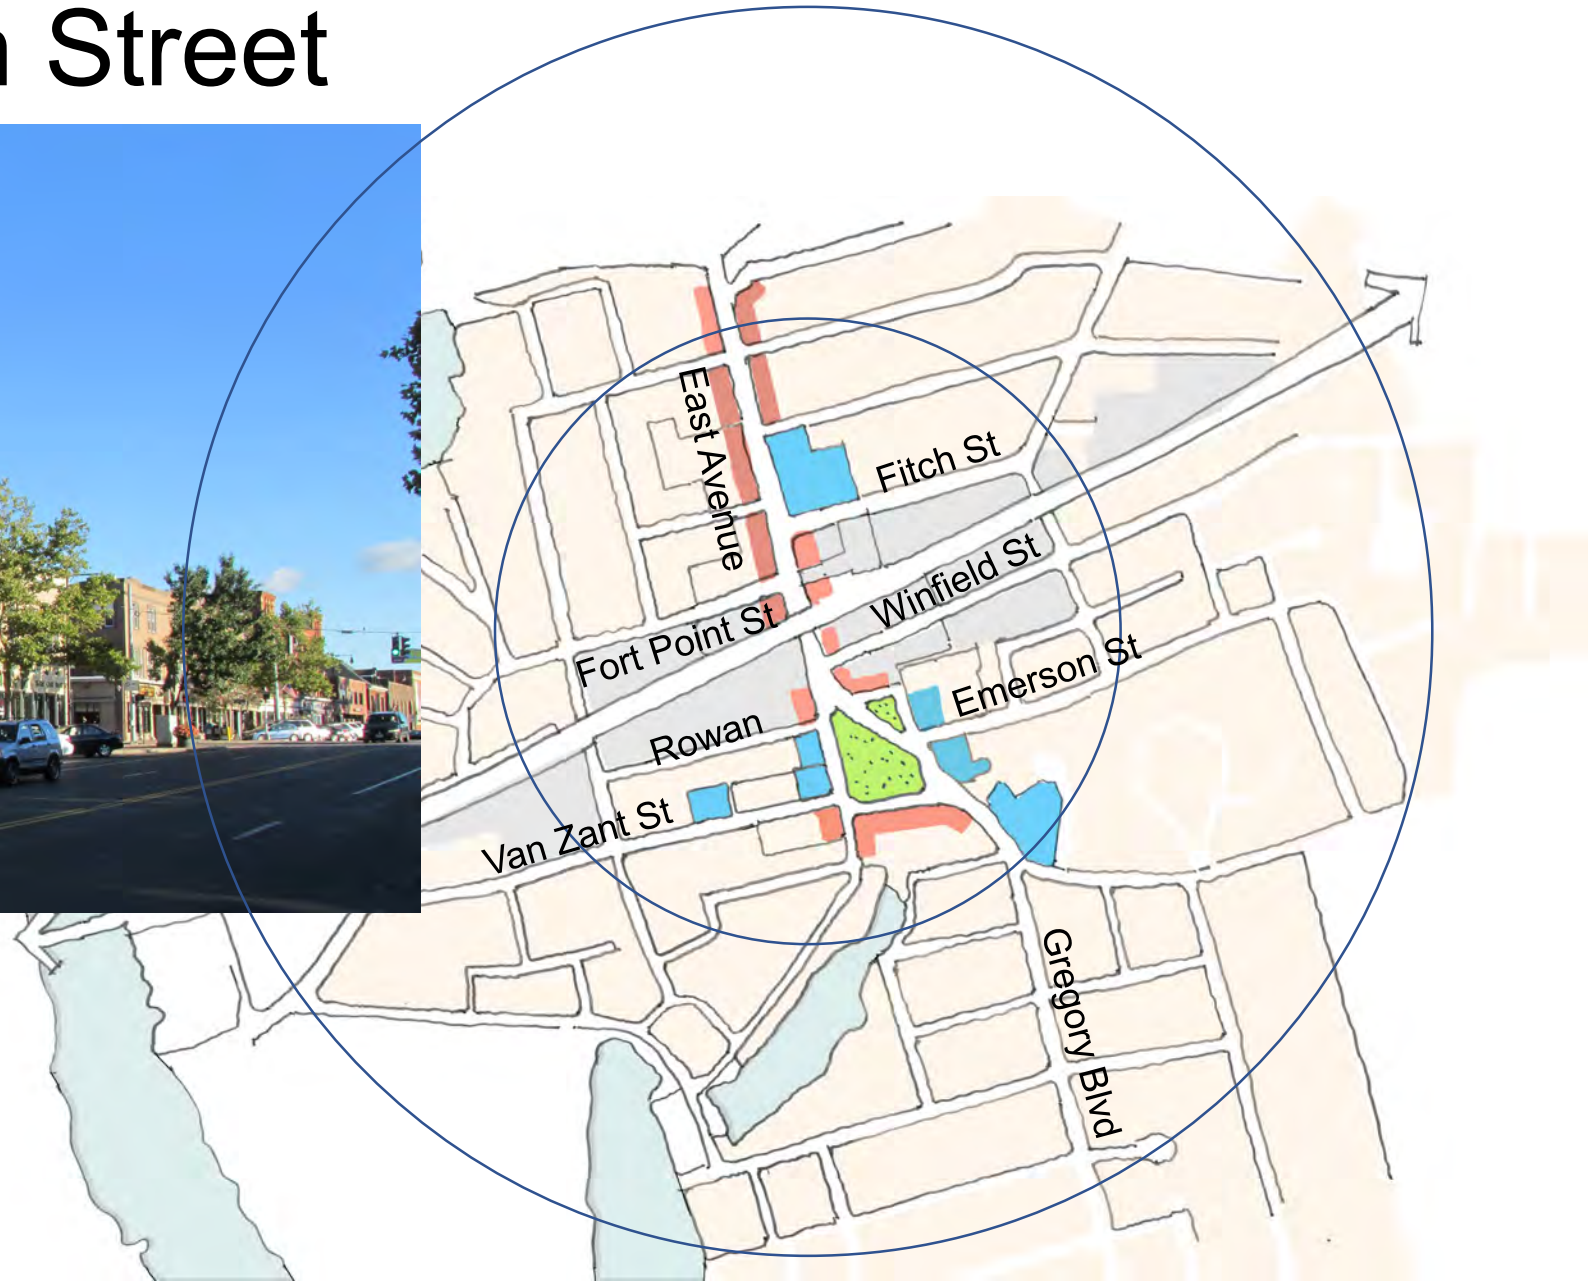 n Street
East Avenue
Fitch St
Winfield St
Fort Point St
Emerson St
Rowan
Van Zant St
Gregory Blvd